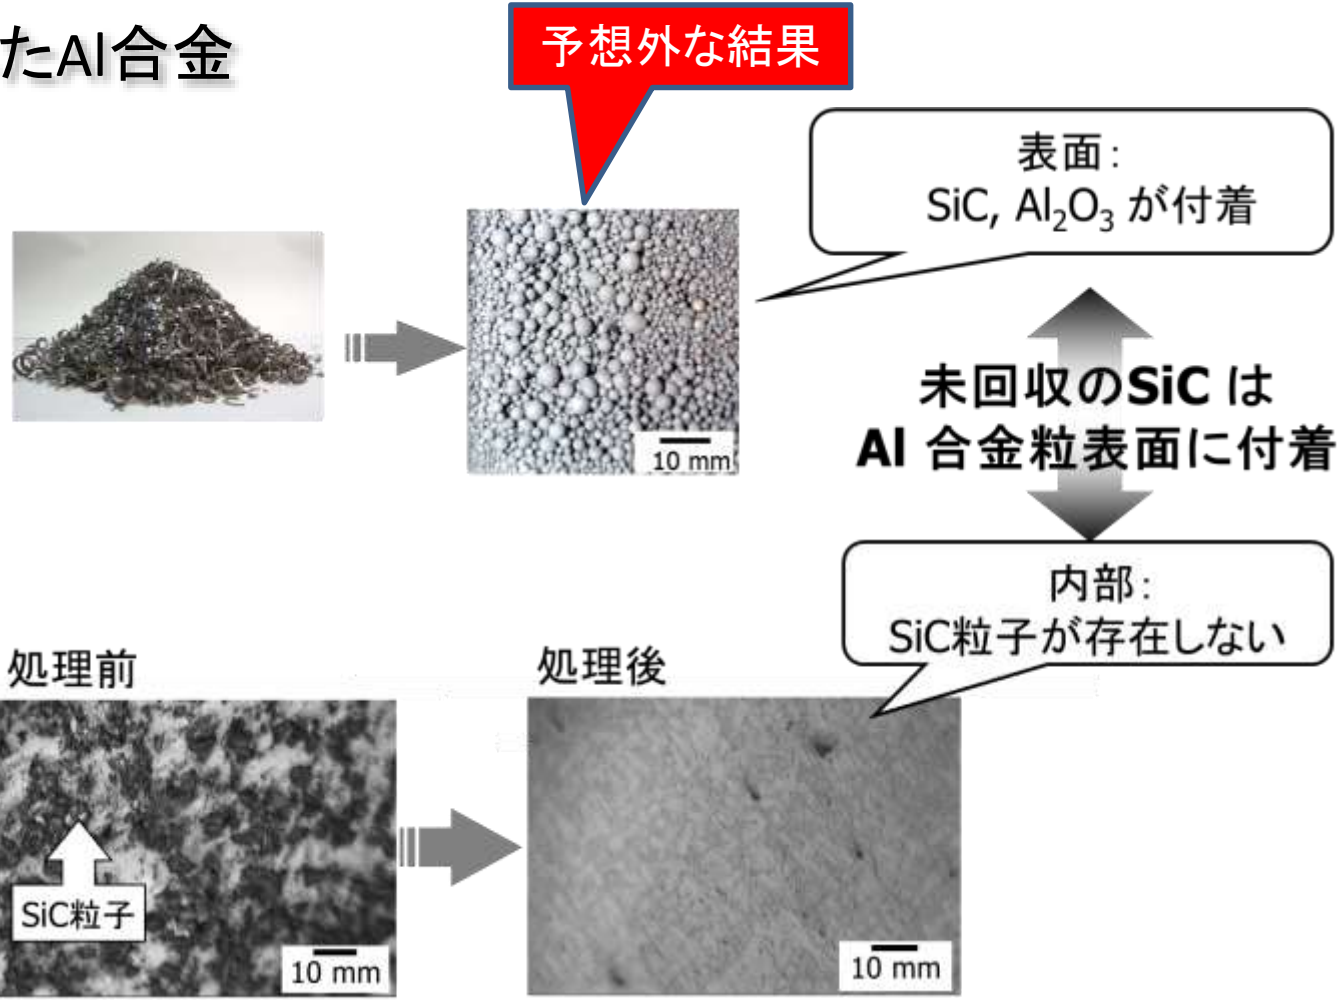 たAl合金
予想外な結果
表面：
SiC, Al₂O₃ が付着
10 mm
未回収のSiC は
Al 合金粒表面に付着
内部：
SiC粒子が存在しない
処理前
処理後
SiC粒子
10 mm
10 mm